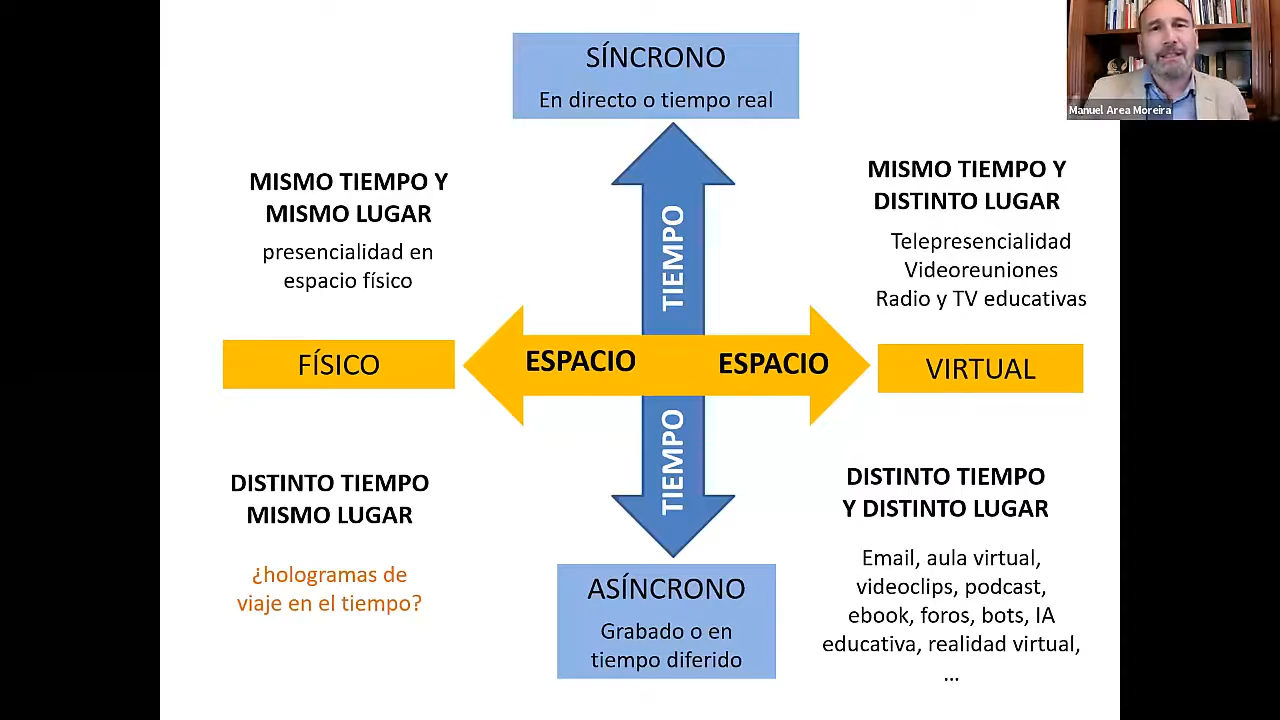 SÍNCRONO
En directo o tiempo real
Manuel Area Moreira
MISMO TIEMPO Y
MISMO LUGAR
presencialidad en
espacio físico
TIEMPO
MISMO TIEMPO Y
DISTINTO LUGAR
Telepresencialidad
Videoreuniones
Radio y TV educativas
FÍSICO
ESPACIO
ESPACIO
VIRTUAL
DISTINTO TIEMPO
MISMO LUGAR
¿hologramas de
viaje en el tiempo?
TIEMPO
DISTINTO TIEMPO
Y DISTINTO LUGAR
Email, aula virtual,
videoclips, podcast,
ebook, foros, bots, IA
educativa, realidad virtual,
...
ASÍNCRONO
Grabado o en
tiempo diferido